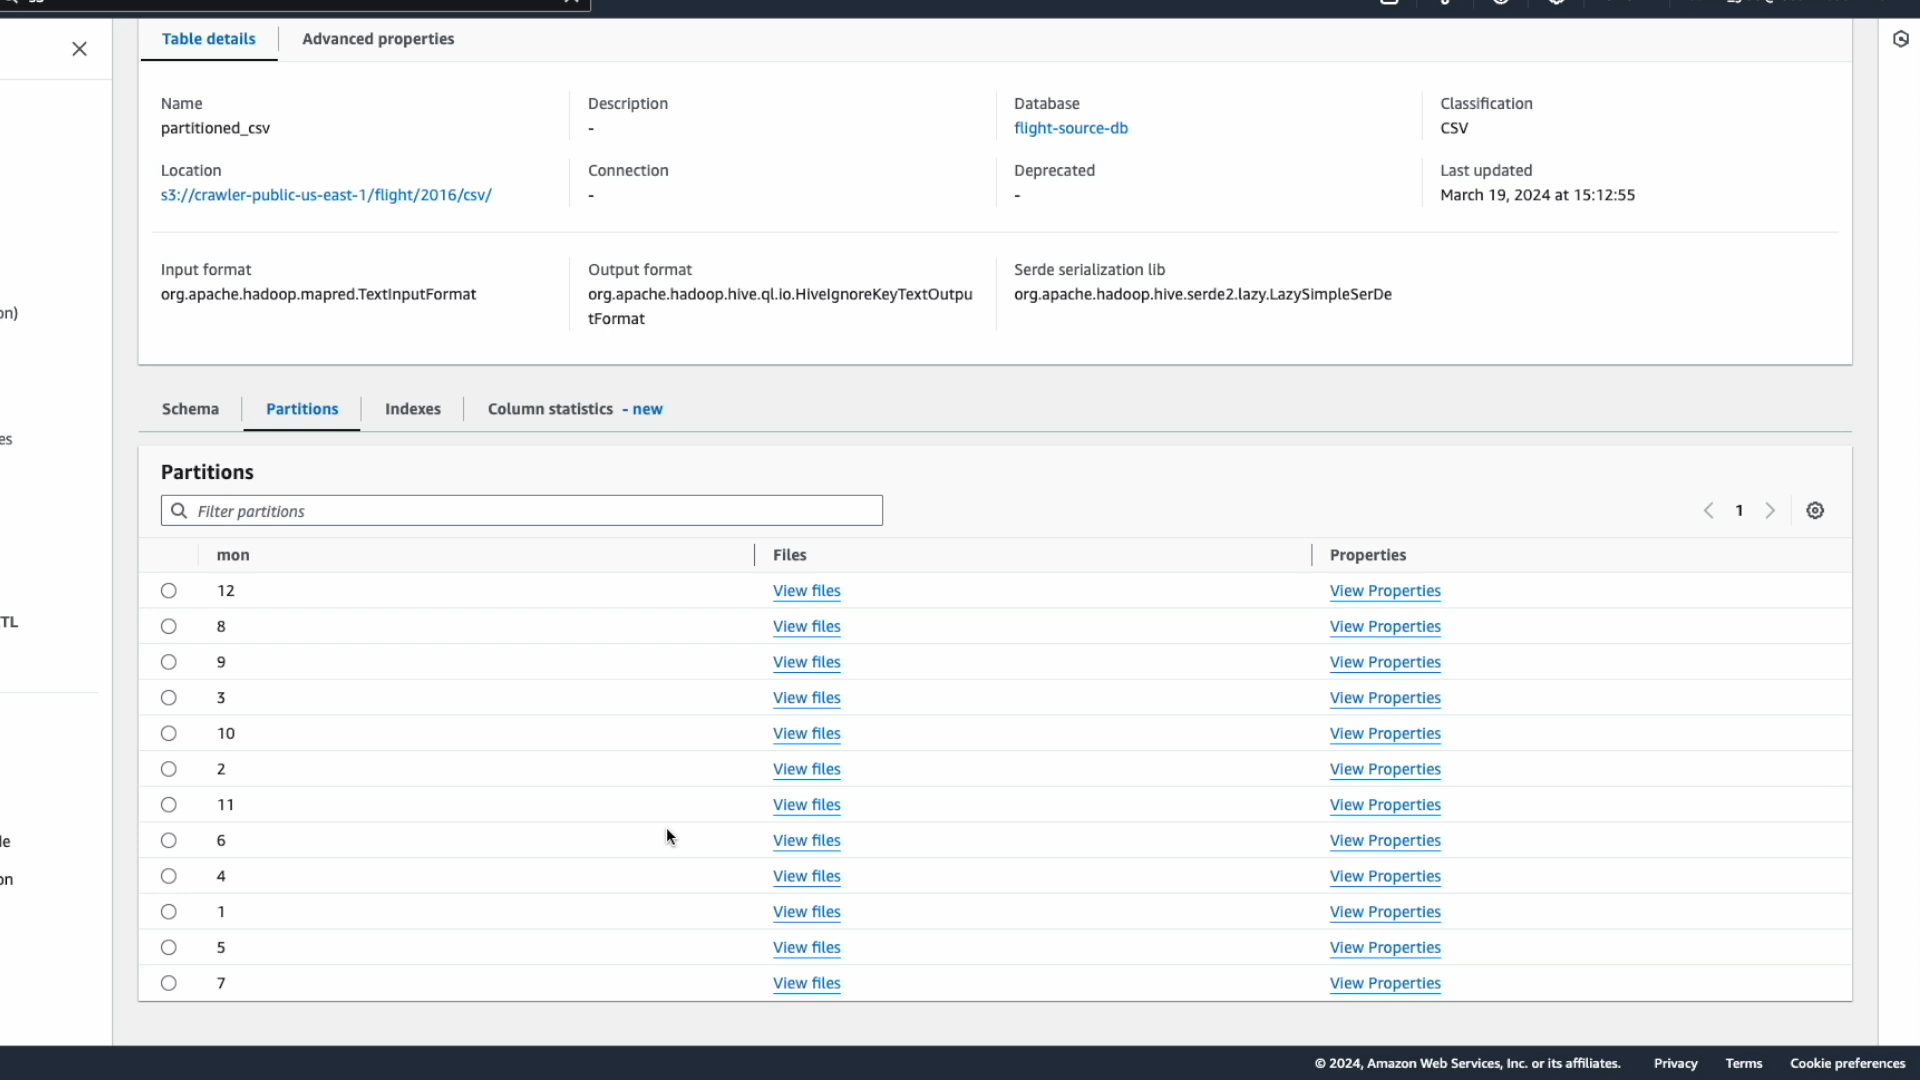 Table details
Advanced properties
Name
partitioned_csv
Description
-
Database
flight-source-db
Classification
CSV
Location
s3://crawler-public-us-east-1/flight/2016/csv/
Connection
-
Deprecated
-
Last updated
March 19, 2024 at 15:12:55
Input format
org.apache.hadoop.mapred.TextInputFormat
Output format
org.apache.hadoop.hive.ql.io.HiveIgnoreKeyTextOutpu
tFormat
Serde serialization lib
org.apache.hadoop.hive.serde2.lazy.LazySimpleSerDe
on)
es
TL
le
on
Schema
Partitions
Indexes
Column statistics - new
Partitions
Filter partitions
1
mon Files Properties
12 View files View Properties
8 View files View Properties
9 View files View Properties
3 View files View Properties
10 View files View Properties
2 View files View Properties
11 View files View Properties
6 View files View Properties
4 View files View Properties
1 View files View Properties
5 View files View Properties
7 View files View Properties
© 2024, Amazon Web Services, Inc. or its affiliates. Privacy Terms Cookie preferences